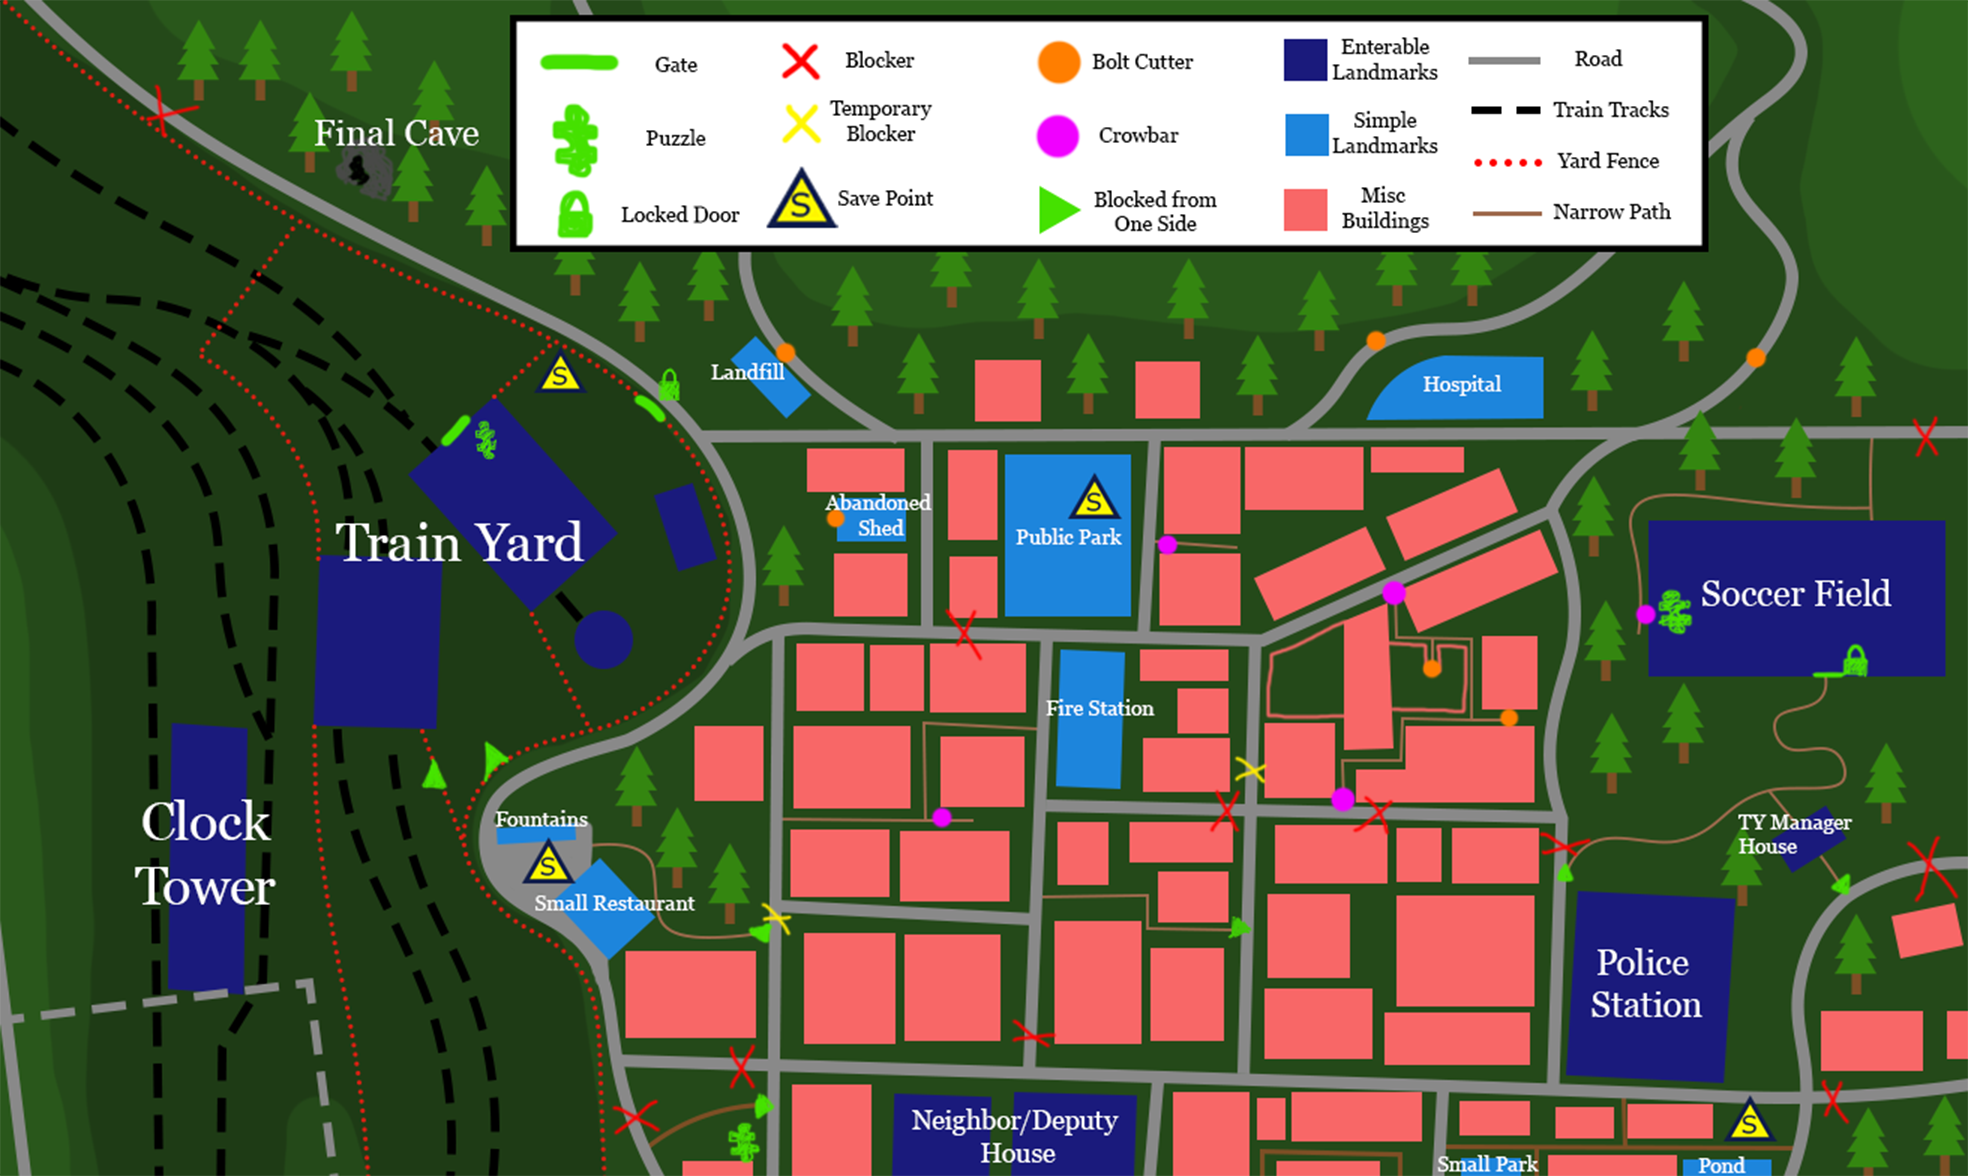 Gate
Blocker
Bolt Cutter
Enterable
Landmarks
Road
Puzzle
Temporary
Blocker
Crowbar
Simple
Landmarks
Train Tracks
Yard Fence
Locked Door
S
Save Point
Blocked from
One Side
Misc
Buildings
Narrow Path
Final Cave
S
Landfill
Hospital
Abandoned
Shed
S
Public Park
Train Yard
Soccer Field
Fire Station
Clock
Tower
Fountains
S
Small Restaurant
TY Manager
House
Police
Station
Neighbor/Deputy
House
S
Small Park
Pond